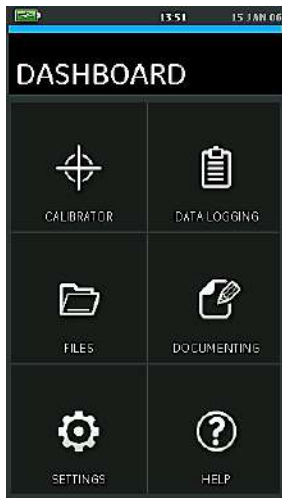 13:51 15 JAN 06
DASHBOARD
CALIBRATOR DATA LOGGING
FILES DOCUMENTING
SETTINGS HELP